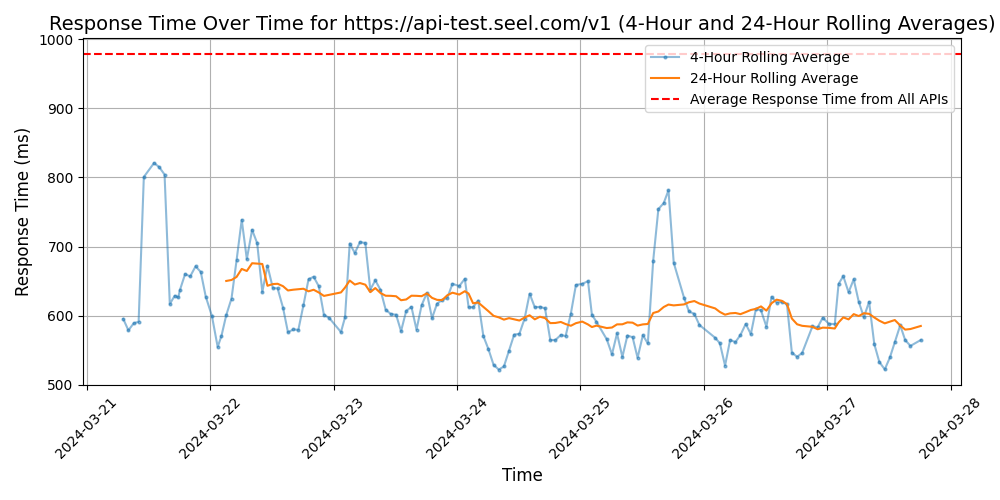 Response Time Over Time for https://api-test.seel.com/v1 (4-Hour and 24-Hour Rolling Averages)
4-Hour Rolling Average
24-Hour Rolling Average
Average Response Time from All APIs
Response Time (ms)
1000
900
800
700
600
500
2024-03-21
2024-03-22
2024-03-23
2024-03-24
2024-03-25
2024-03-26
2024-03-27
2024-03-28
Time